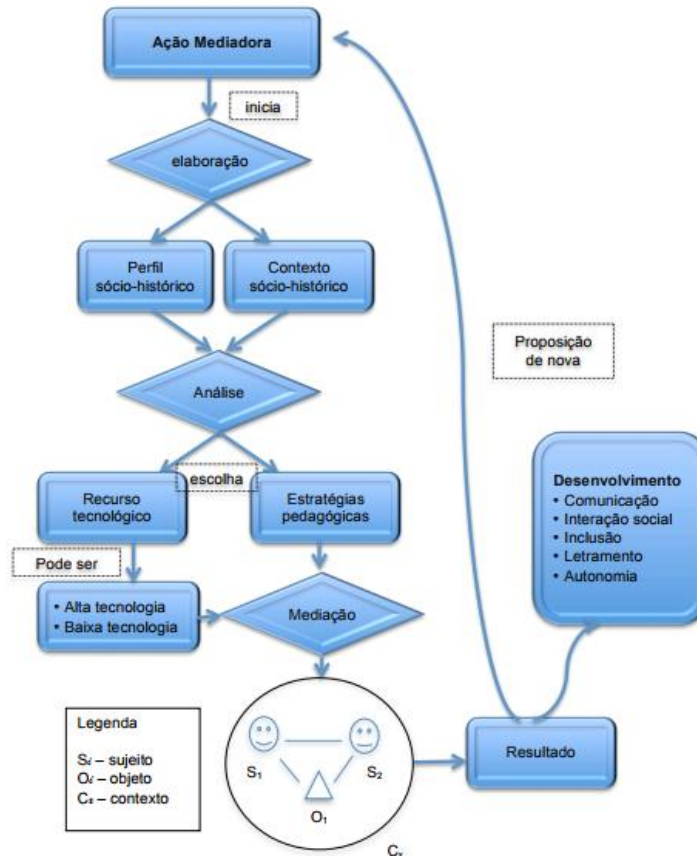 Ação Mediadora
inicia
elaboração
Perfil
sócio-histórico
Contexto
sócio-histórico
Proposição
de nova
Análise
escolha
Recurso
tecnológico
Estratégias
pedagógicas
Desenvolvimento
• Comunicação
• Interação social
• Inclusão
• Letramento
• Autonomia
Pode ser
• Alta tecnologia
• Baixa tecnologia
Mediação
Legenda
S𝑖 – sujeito
O𝑖 – objeto
Cₓ – contexto
S₁
S₂
O₁
Cₓ
Resultado